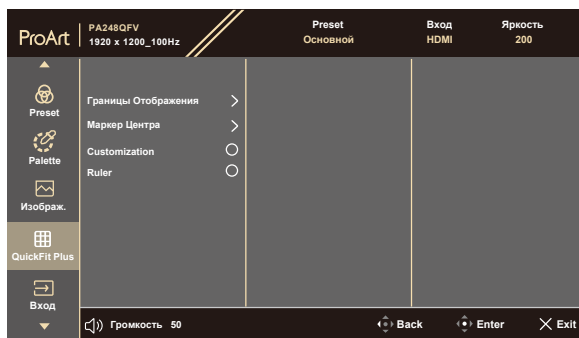 ProArt
PA248QFV
1920 x 1200_100Hz
Preset
Основной
Вход
HDMI
Яркость
200
Preset
Palette
Изображ.
QuickFit Plus
Вход
Границы Отображения
Маркер Центра
Customization
Ruler
Громкость 50
Back
Enter
Exit